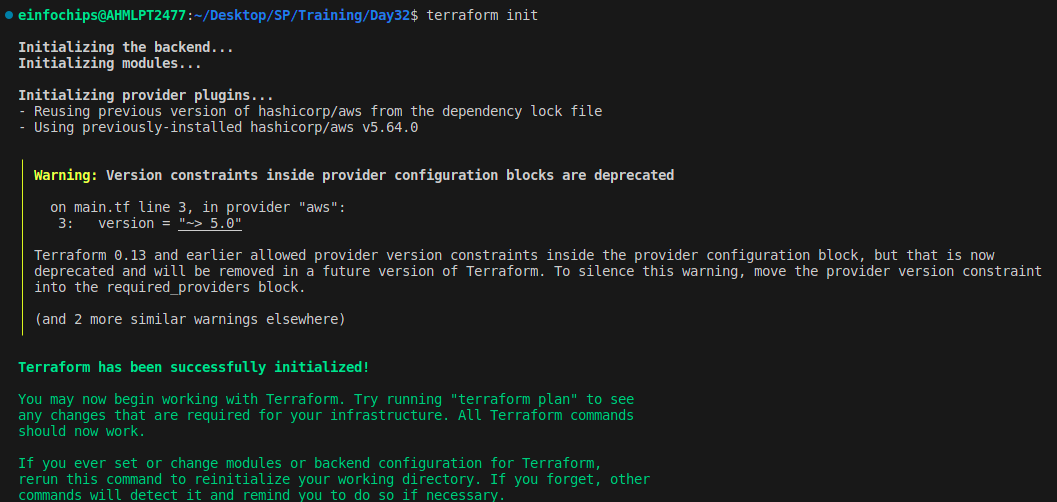 einfochips@AHMLPT2477:~/Desktop/SP/Training/Day32$ terraform init
Initializing the backend...
Initializing modules...
Initializing provider plugins...
- Reusing previous version of hashicorp/aws from the dependency lock file
- Using previously-installed hashicorp/aws v5.64.0
Warning: Version constraints inside provider configuration blocks are deprecated
on main.tf line 3, in provider "aws":
3: version = "~> 5.0"
Terraform 0.13 and earlier allowed provider version constraints inside the provider configuration block, but that is now
deprecated and will be removed in a future version of Terraform. To silence this warning, move the provider version constraint
into the required_providers block.
(and 2 more similar warnings elsewhere)
Terraform has been successfully initialized!
You may now begin working with Terraform. Try running "terraform plan" to see
any changes that are required for your infrastructure. All Terraform commands
should now work.
If you ever set or change modules or backend configuration for Terraform,
rerun this command to reinitialize your working directory. If you forget, other
commands will detect it and remind you to do so if necessary.